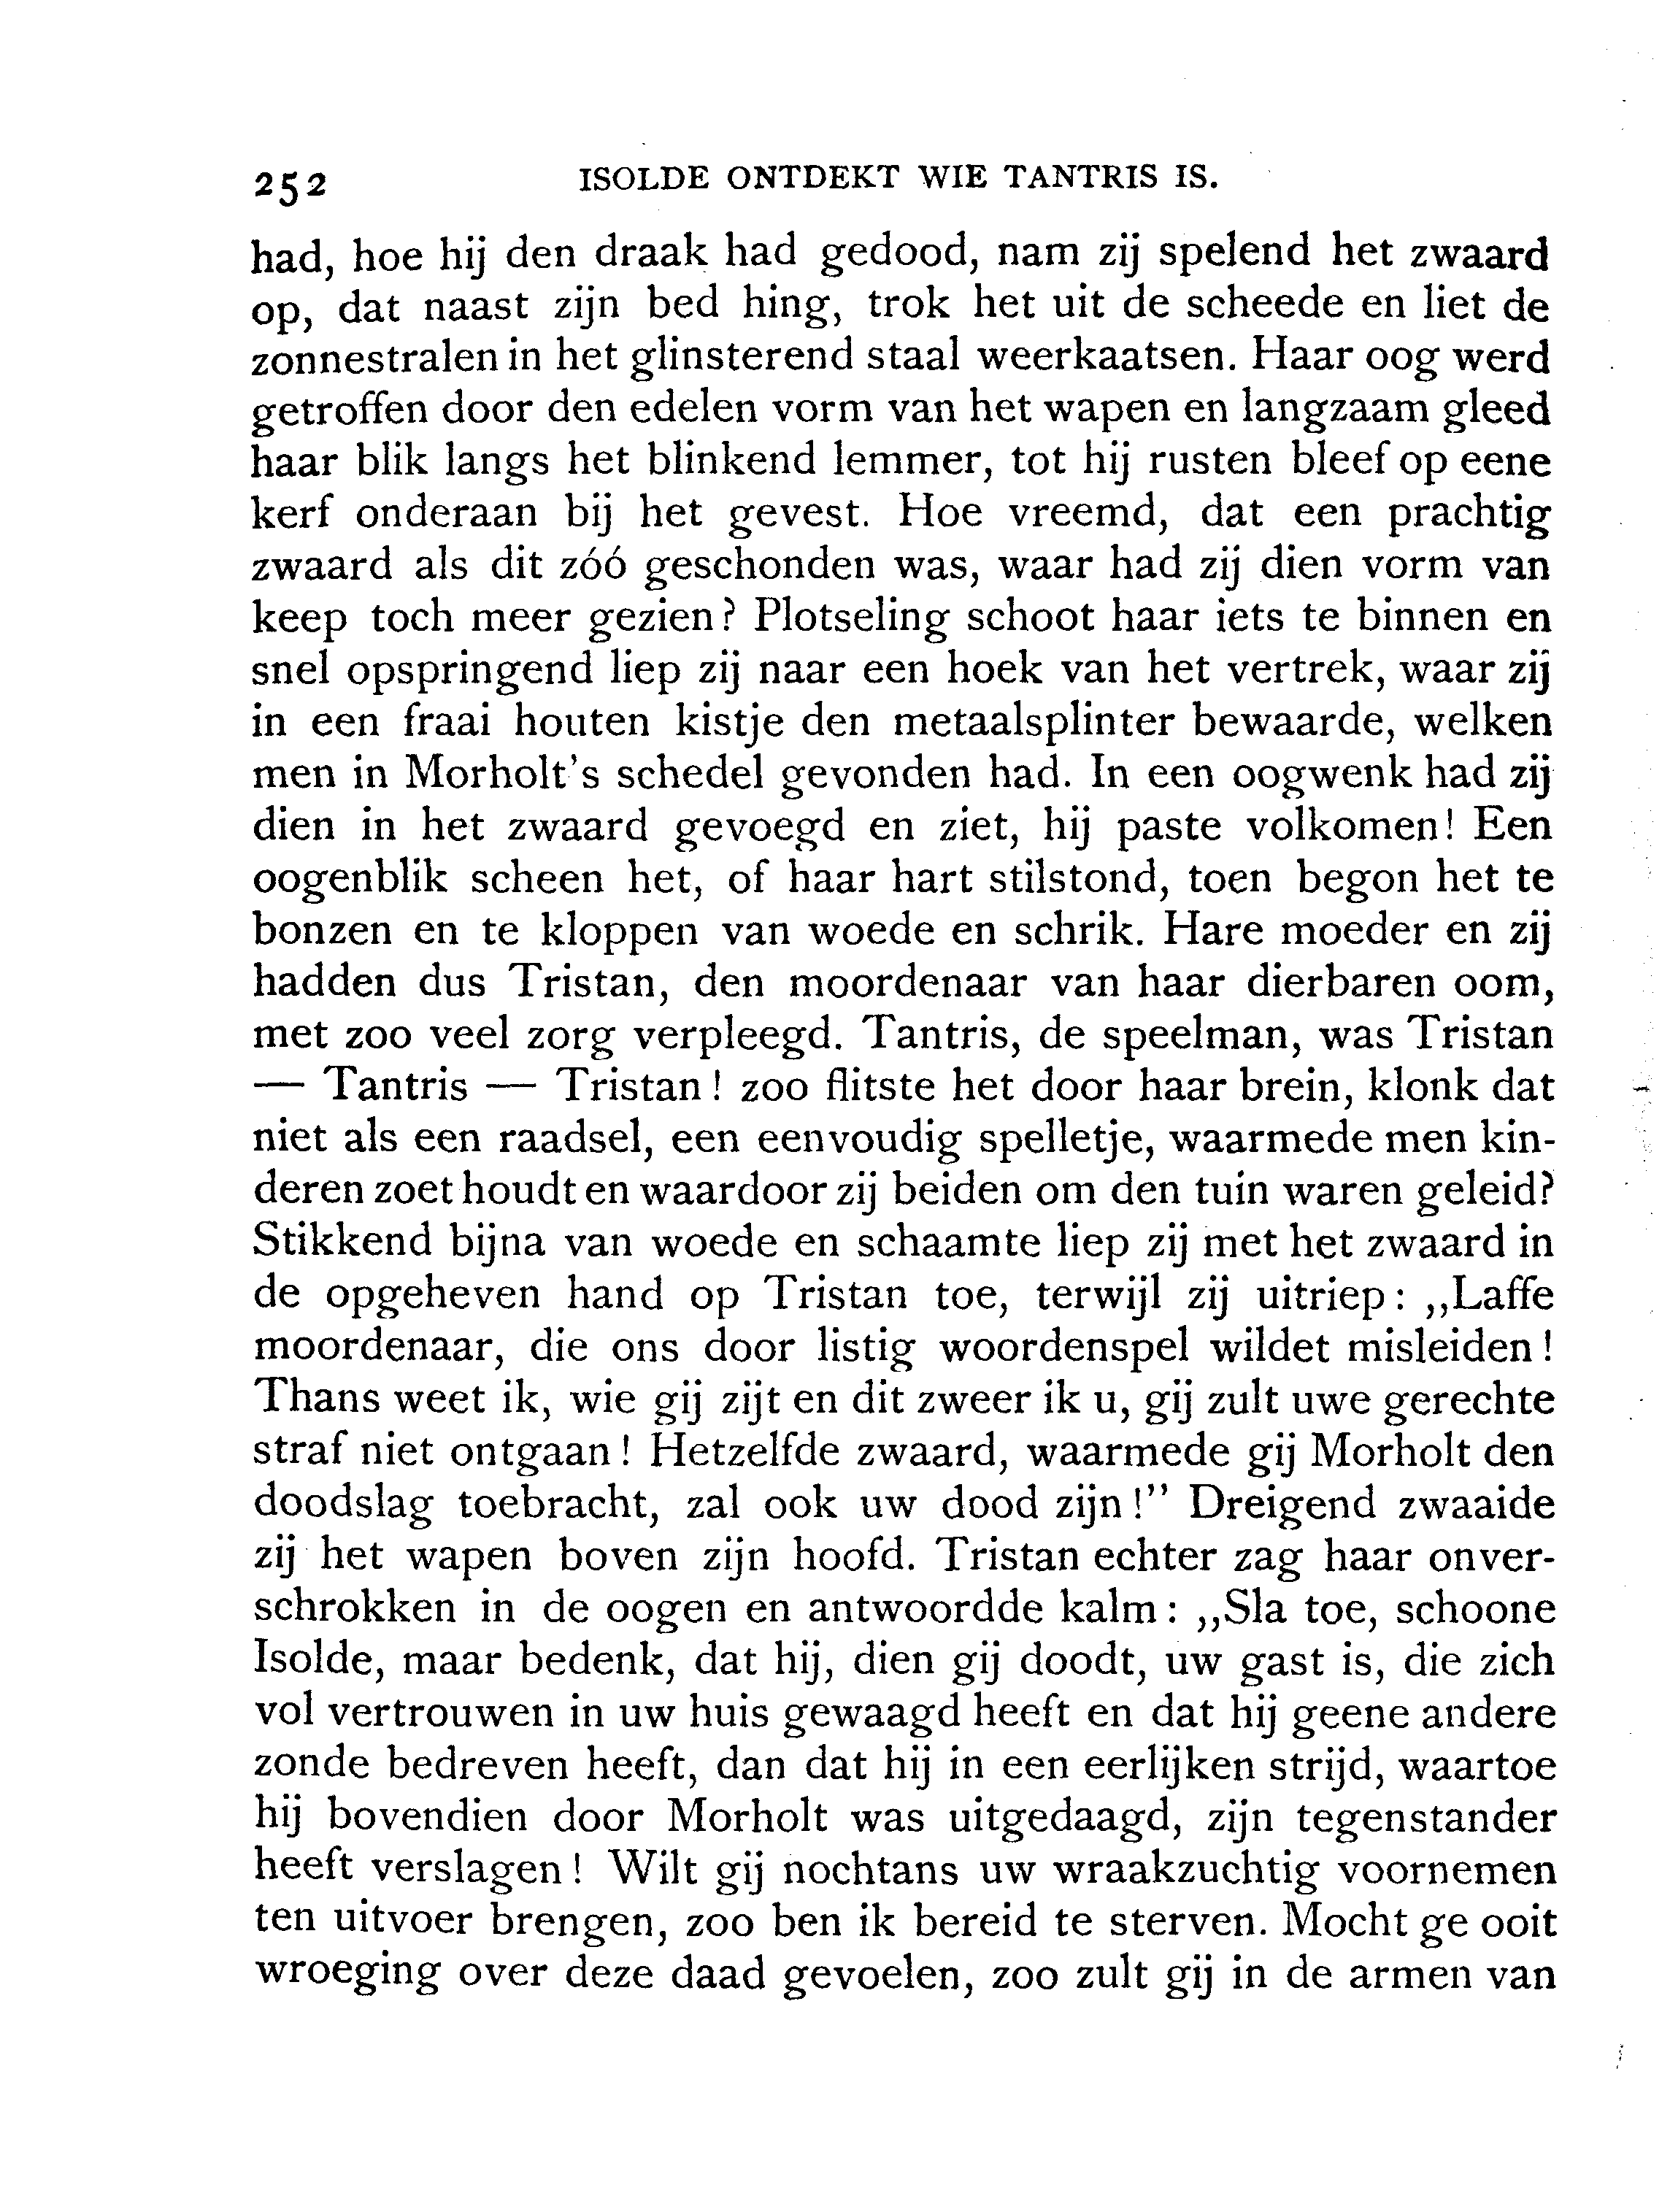 252 ISOLDE ONTDEKT WIE TANTRIS IS.
had, hoe hij den draak had gedood, nam zij spelend het zwaard
op, dat naast zijn bed hing, trok het uit de scheede en liet de
zonnestralen in het glinsterend staal weerkaatsen. Haar oog werd
getroffen door den edelen vorm van het wapen en langzaam gleed
haar blik langs het blinkend lemmer, tot hij rusten bleef op eene
kerf onderaan bij het gevest. Hoe vreemd, dat een prachtig
zwaard als dit zóó geschonden was, waar had zij dien vorm van
keep toch meer gezien? Plotseling schoot haar iets te binnen en
snel opspringend liep zij naar een hoek van het vertrek, waar zij
in een fraai houten kistje den metaalsplinter bewaarde, welken
men in Morholt's schedel gevonden had. In een oogwenk had zij
dien in het zwaard gevoegd en ziet, hij paste volkomen! Een
oogenblik scheen het, of haar hart stilstond, toen begon het te
bonzen en te kloppen van woede en schrik. Hare moeder en zij
hadden dus Tristan, den moordenaar van haar dierbaren oom,
met zoo veel zorg verpleegd. Tantris, de speelman, was Tristan
— Tantris — Tristan! zoo flitste het door haar brein, klonk dat
niet als een raadsel, een eenvoudig spelletje, waarmede men kin-
deren zoet houdt en waardoor zij beiden om den tuin waren geleid?
Stikkend bijna van woede en schaamte liep zij met het zwaard in
de opgeheven hand op Tristan toe, terwijl zij uitriep: ,,Laffe
moordenaar, die ons door listig woordenspel wildet misleiden!
Thans weet ik, wie gij zijt en dit zweer ik u, gij zult uwe gerechte
straf niet ontgaan! Hetzelfde zwaard, waarmede gij Morholt den
doodslag toebracht, zal ook uw dood zijn!" Dreigend zwaaide
zij het wapen boven zijn hoofd. Tristan echter zag haar onver-
schrokken in de oogen en antwoordde kalm: ,,Sla toe, schoone
Isolde, maar bedenk, dat hij, dien gij doodt, uw gast is, die zich
vol vertrouwen in uw huis gewaagd heeft en dat hij geene andere
zonde bedreven heeft, dan dat hij in een eerlijken strijd, waartoe
hij bovendien door Morholt was uitgedaagd, zijn tegenstander
heeft verslagen! Wilt gij nochtans uw wraakzuchtig voornemen
ten uitvoer brengen, zoo ben ik bereid te sterven. Mocht ge ooit
wroeging over deze daad gevoelen, zoo zult gij in de armen van